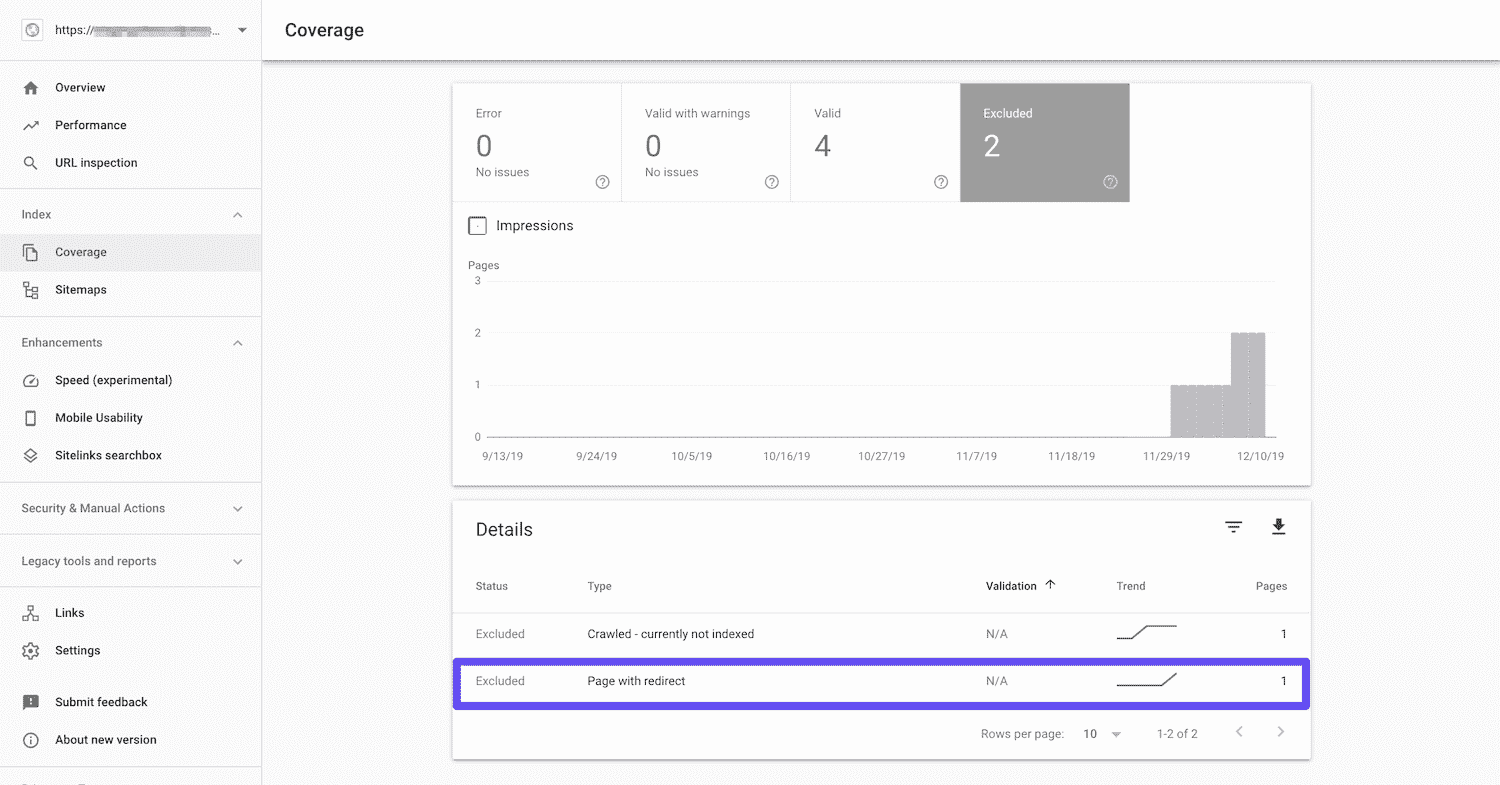 https://
Coverage
Overview
Performance
URL inspection
Index
Coverage
Sitemaps
Enhancements
Speed (experimental)
Mobile Usability
Sitelinks searchbox
Security & Manual Actions
Legacy tools and reports
Links
Settings
Submit feedback
About new version
Error
0
No issues
Valid with warnings
0
No issues
Valid
4
Excluded
2
Impressions
Pages
3
2
1
0
9/13/19 9/24/19 10/5/19 10/16/19 10/27/19 11/7/19 11/18/19 11/29/19 12/10/19
Details
Status Type Validation Trend Pages
Excluded Crawled - currently not indexed N/A 1
Excluded Page with redirect N/A 1
Rows per page: 10 1-2 of 2